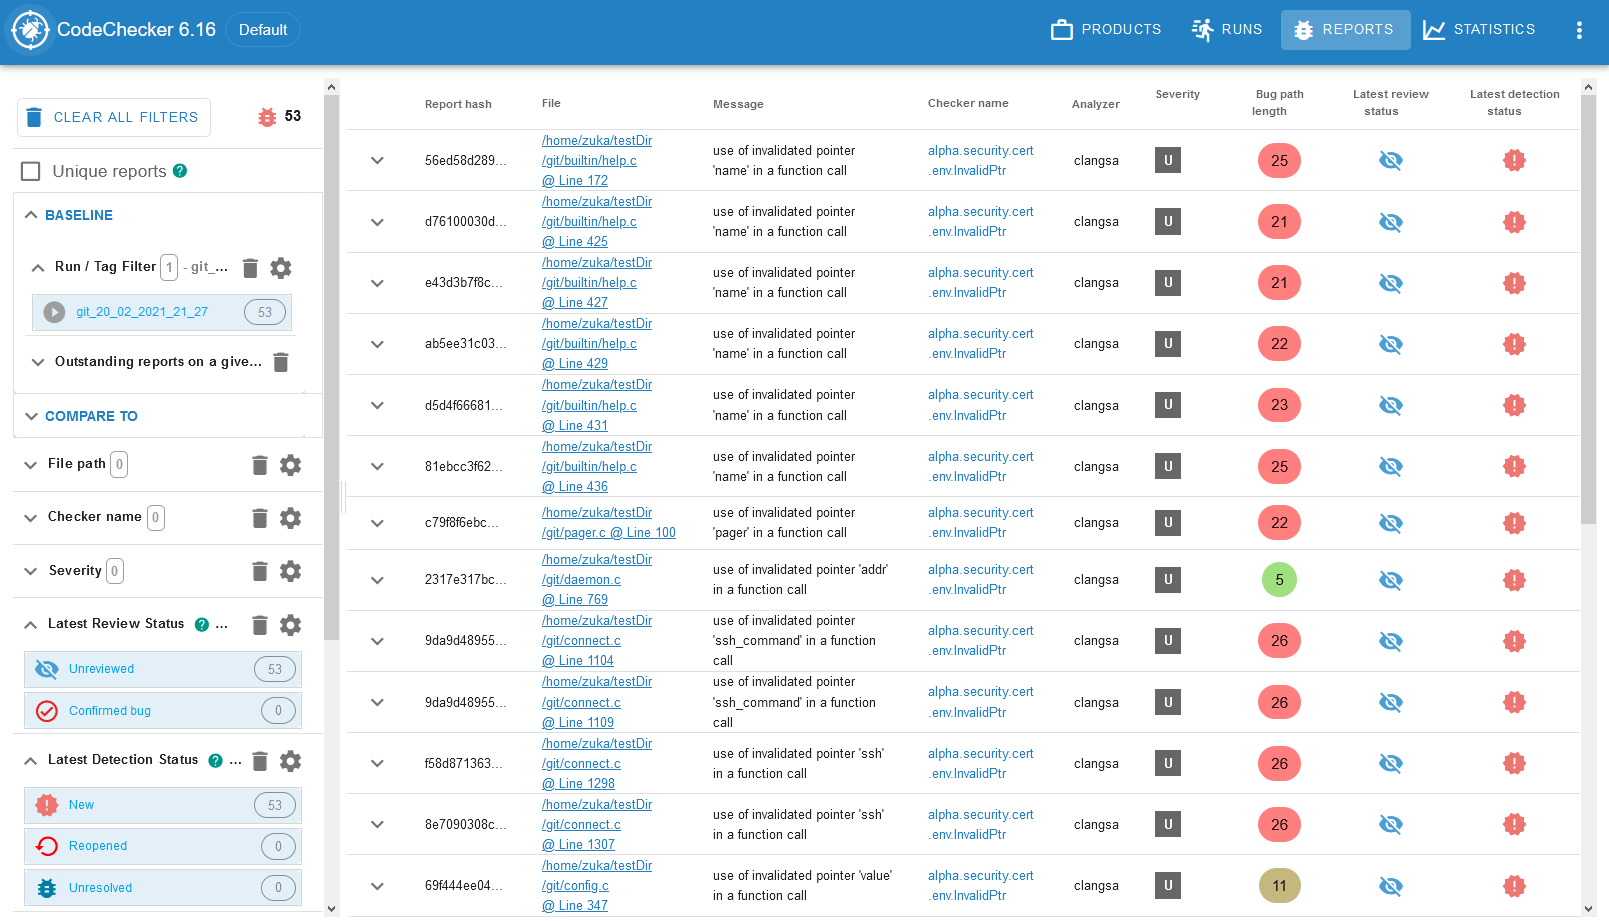 CodeChecker 6.16
Default
PRODUCTS
RUNS
REPORTS
STATISTICS
CLEAR ALL FILTERS
53
Unique reports ?
BASELINE
Run / Tag Filter 1 - git_...
git_20_02_2021_21_27
53
Outstanding reports on a give...
COMPARE TO
File path 0
Checker name 0
Severity 0
Latest Review Status ? ...
Unreviewed 53
Confirmed bug 0
Latest Detection Status ? ...
New 53
Reopened 0
Unresolved 0
Report hash
File
Message
Checker name
Analyzer
Severity
Bug path
length
Latest review
status
Latest detection
status
56ed58d289...
/home/zuka/testDir
/git/builtin/help.c
@ Line 172
use of invalidated pointer
'name' in a function call
alpha.security.cert
.env.InvalidPtr
clangsa
U
25
d76100030d...
/home/zuka/testDir
/git/builtin/help.c
@ Line 425
use of invalidated pointer
'name' in a function call
alpha.security.cert
.env.InvalidPtr
clangsa
U
21
e43d3b7f8c...
/home/zuka/testDir
/git/builtin/help.c
@ Line 427
use of invalidated pointer
'name' in a function call
alpha.security.cert
.env.InvalidPtr
clangsa
U
21
ab5ee31c03...
/home/zuka/testDir
/git/builtin/help.c
@ Line 429
use of invalidated pointer
'name' in a function call
alpha.security.cert
.env.InvalidPtr
clangsa
U
22
d5d4f66681...
/home/zuka/testDir
/git/builtin/help.c
@ Line 431
use of invalidated pointer
'name' in a function call
alpha.security.cert
.env.InvalidPtr
clangsa
U
23
81ebcc3f62...
/home/zuka/testDir
/git/builtin/help.c
@ Line 436
use of invalidated pointer
'name' in a function call
alpha.security.cert
.env.InvalidPtr
clangsa
U
25
c79f8f6ebc...
/home/zuka/testDir
/git/pager.c @ Line 100
use of invalidated pointer
'pager' in a function call
alpha.security.cert
.env.InvalidPtr
clangsa
U
22
2317e317bc...
/home/zuka/testDir
/git/daemon.c
@ Line 769
use of invalidated pointer 'addr'
in a function call
alpha.security.cert
.env.InvalidPtr
clangsa
U
5
9da9d48955...
/home/zuka/testDir
/git/connect.c
@ Line 1104
use of invalidated pointer
'ssh_command' in a function
call
alpha.security.cert
.env.InvalidPtr
clangsa
U
26
9da9d48955...
/home/zuka/testDir
/git/connect.c
@ Line 1109
use of invalidated pointer
'ssh_command' in a function
call
alpha.security.cert
.env.InvalidPtr
clangsa
U
26
f58d871363...
/home/zuka/testDir
/git/connect.c
@ Line 1298
use of invalidated pointer 'ssh'
in a function call
alpha.security.cert
.env.InvalidPtr
clangsa
U
26
8e7090308c...
/home/zuka/testDir
/git/connect.c
@ Line 1307
use of invalidated pointer 'ssh'
in a function call
alpha.security.cert
.env.InvalidPtr
clangsa
U
26
69f444ee04...
/home/zuka/testDir
/git/config.c
@ Line 347
use of invalidated pointer 'value'
in a function call
alpha.security.cert
.env.InvalidPtr
clangsa
U
11